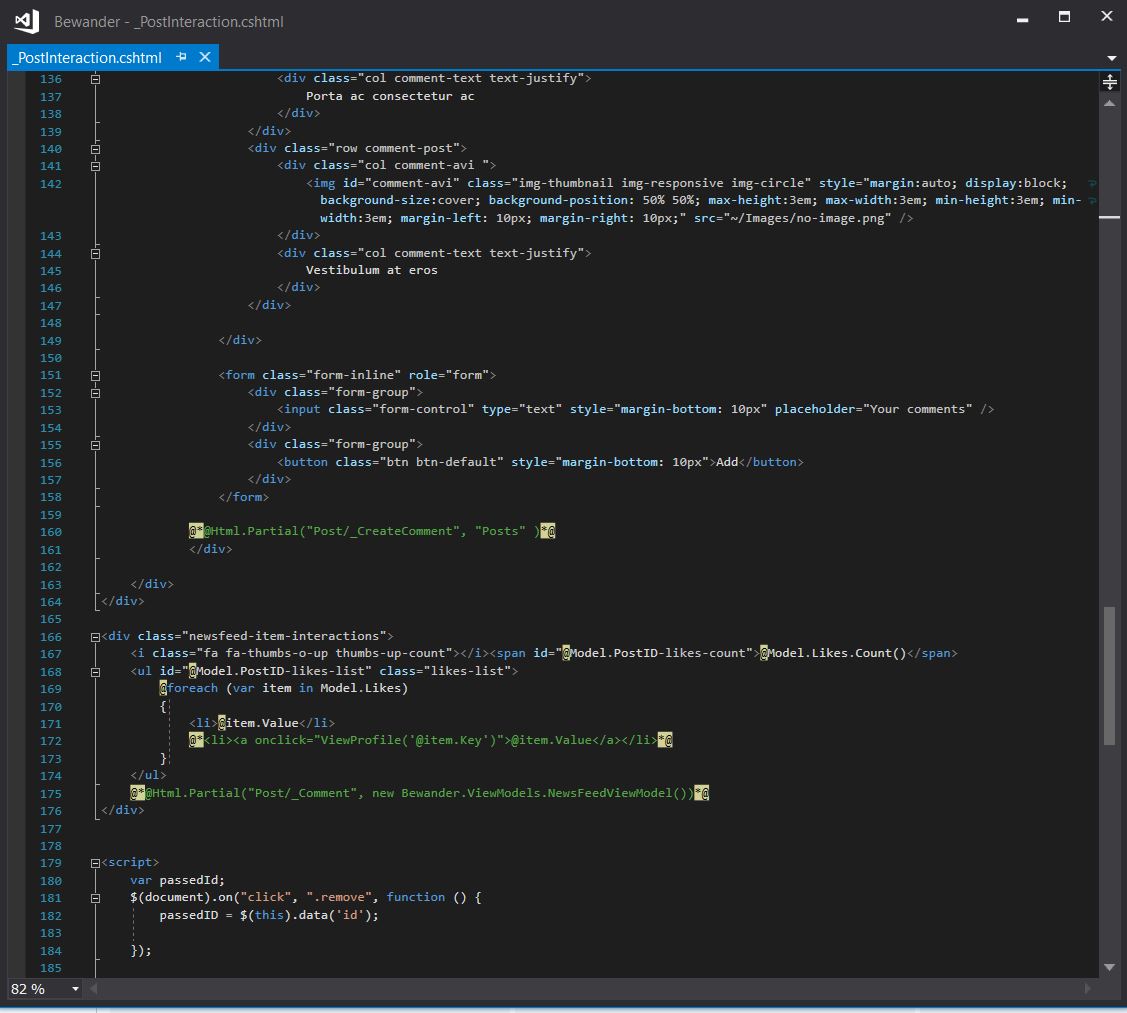 Bewander - _PostInteraction.cshtml
_PostInteraction.cshtml
136 <div class="col comment-text text-justify">
137 Porta ac consectetur ac
138 </div>
139 </div>
140 <div class="row comment-post">
141 <div class="col comment-avi ">
142 <img id="comment-avi" class="img-thumbnail img-responsive img-circle" style="margin:auto; display:block;
background-size:cover; background-position: 50% 50%; max-height:3em; max-width:3em; min-height:3em; min-
width:3em; margin-left: 10px; margin-right: 10px;" src="~/Images/no-image.png" />
143 </div>
144 <div class="col comment-text text-justify">
145 Vestibulum at eros
146 </div>
147 </div>
148
149 </div>
150
151 <form class="form-inline" role="form">
152 <div class="form-group">
153 <input class="form-control" type="text" style="margin-bottom: 10px" placeholder="Your comments" />
154 </div>
155 <div class="form-group">
156 <button class="btn btn-default" style="margin-bottom: 10px">Add</button>
157 </div>
158 </form>
159
160 @*@Html.Partial("Post/_CreateComment", "Posts" )*@
161 </div>
162
163 </div>
164 </div>
165
166 <div class="newsfeed-item-interactions">
167 <i class="fa fa-thumbs-o-up thumbs-up-count"></i><span id="@Model.PostID-likes-count">@Model.Likes.Count()</span>
168 <ul id="@Model.PostID-likes-list" class="likes-list">
169 @foreach (var item in Model.Likes)
170 {
171 <li>@item.Value</li>
172 @*<li><a onclick="ViewProfile('@item.Key')">@item.Value</a></li>*@
173 }
174 </ul>
175 @*@Html.Partial("Post/_Comment", new Bewander.ViewModels.NewsFeedViewModel())*@
176 </div>
177
178
179 <script>
180 var passedId;
181 $(document).on("click", ".remove", function () {
182 passedID = $(this).data('id');
183
184 });
185
82 %